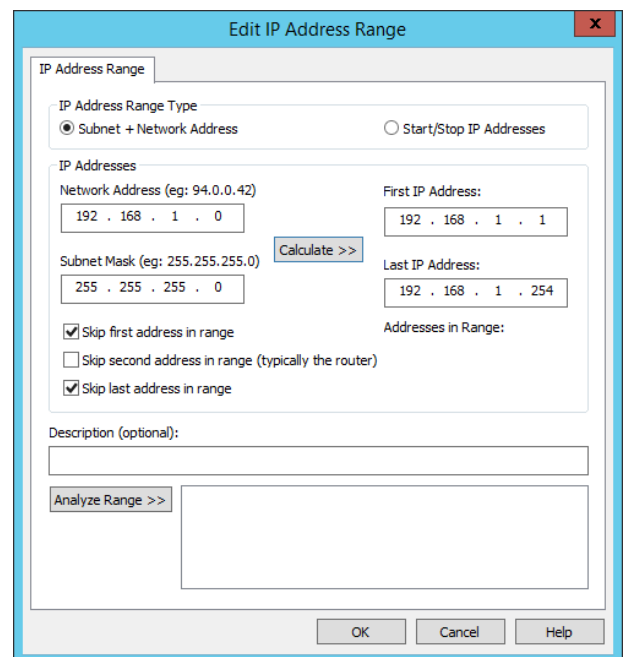 Edit IP Address Range
x
IP Address Range
IP Address Range Type
Subnet + Network Address
Start/Stop IP Addresses
IP Addresses
Network Address (eg: 94.0.0.42)
192 . 168 . 1 . 0
First IP Address:
192 . 168 . 1 . 1
Calculate >>
Subnet Mask (eg: 255.255.255.0)
255 . 255 . 255 . 0
Last IP Address:
192 . 168 . 1 . 254
Skip first address in range
Addresses in Range:
Skip second address in range (typically the router)
Skip last address in range
Description (optional):
Analyze Range >>
OK
Cancel
Help